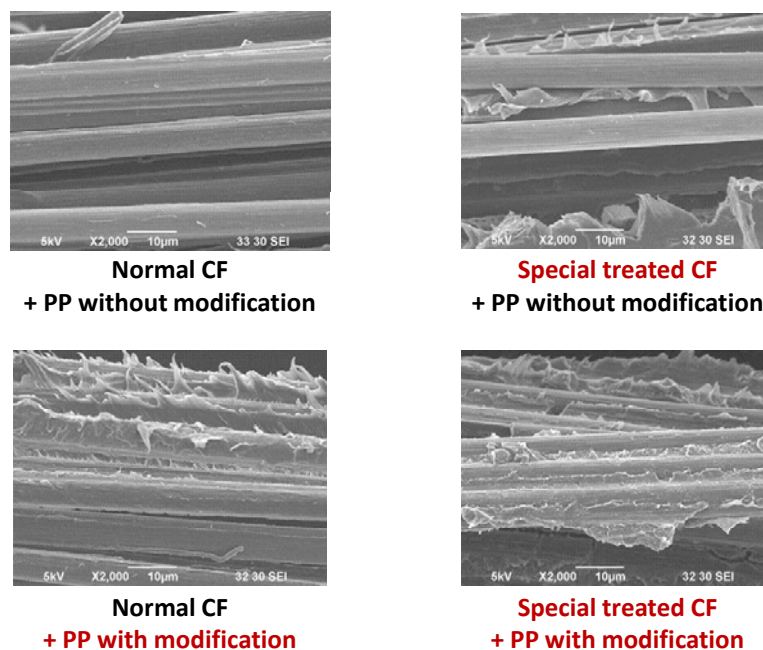 5kV X2,000 10µm 33 30 SEI
5kV X2,000 10µm 32 30 SEI
Normal CF
+ PP without modification
Special treated CF
+ PP without modification
5kV X2,000 10µm 32 30 SEI
5kV X2,000 10µm 32 30 SEI
Normal CF
+ PP with modification
Special treated CF
+ PP with modification